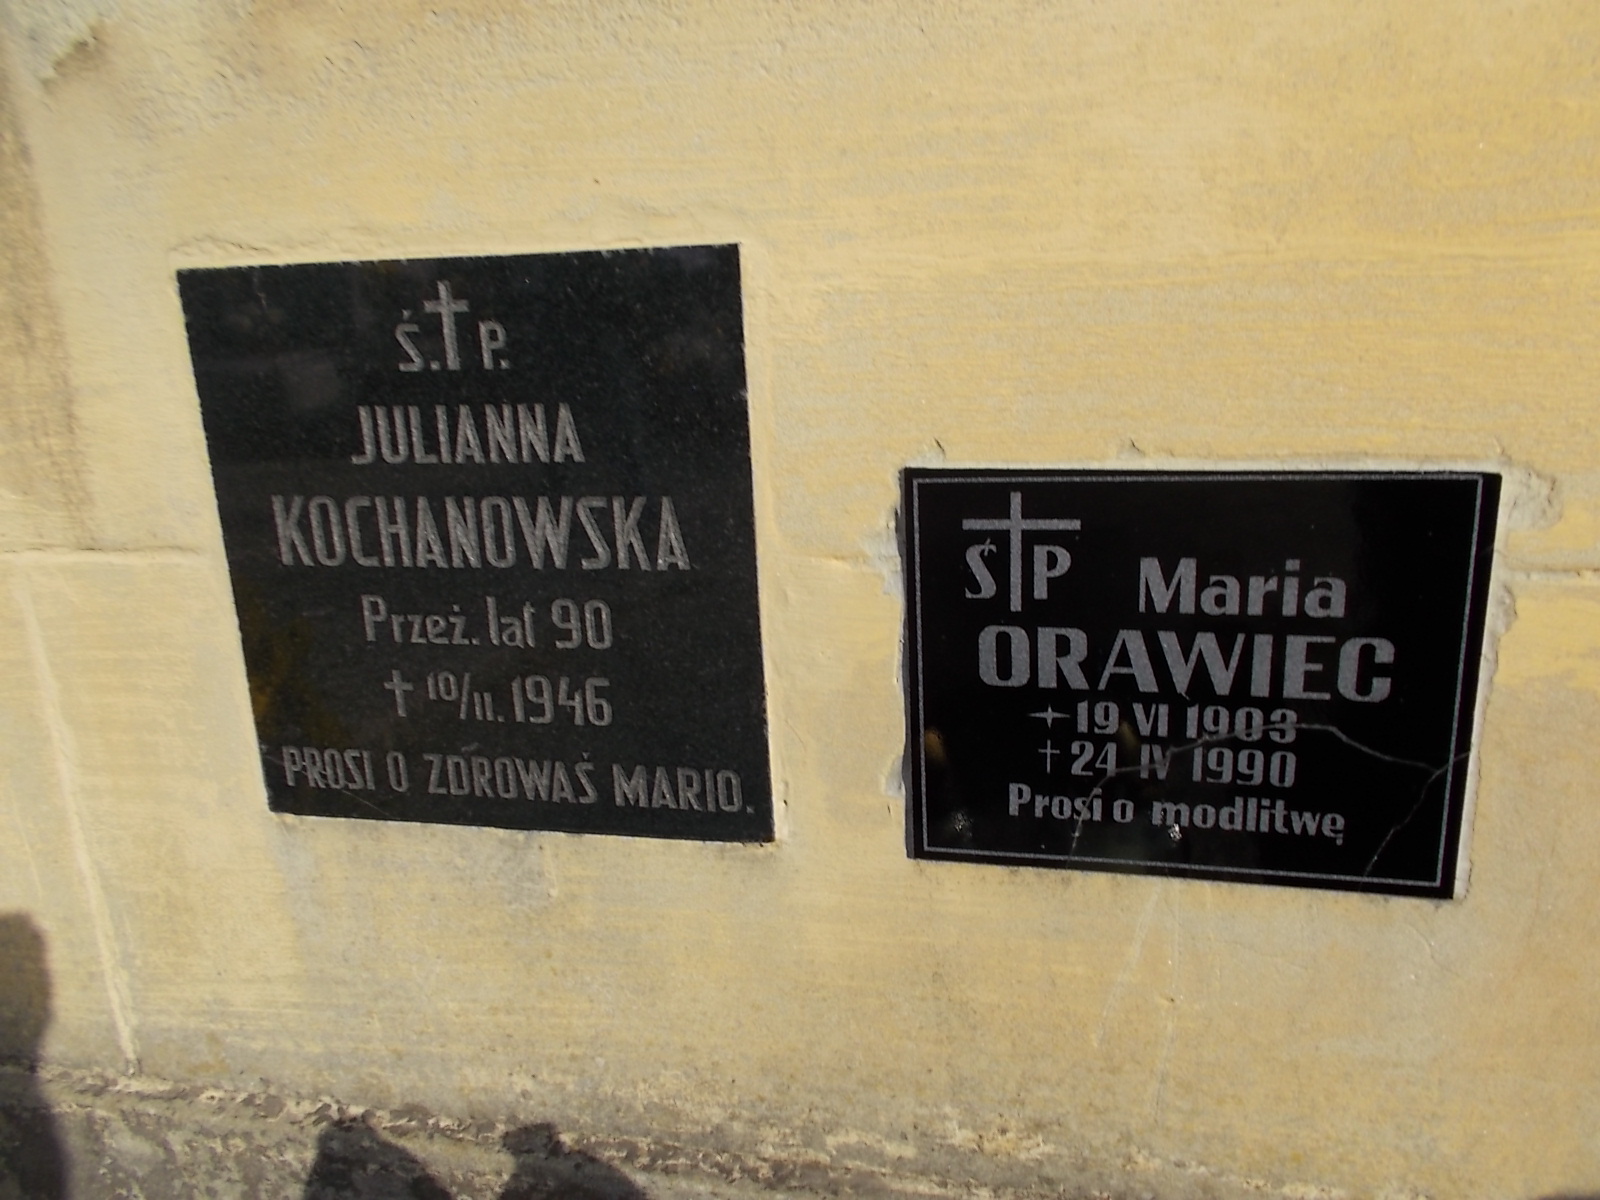 Ś.†P.
JULIANNA
KOCHANOWSKA
Przeż. lat 90
† 10/II. 1946
PROSI O ZDROWAŚ MARIO.
Ś†P Maria
ORAWIEC
19 VI 1903
† 24 IV 1990
Prosi o modlitwę